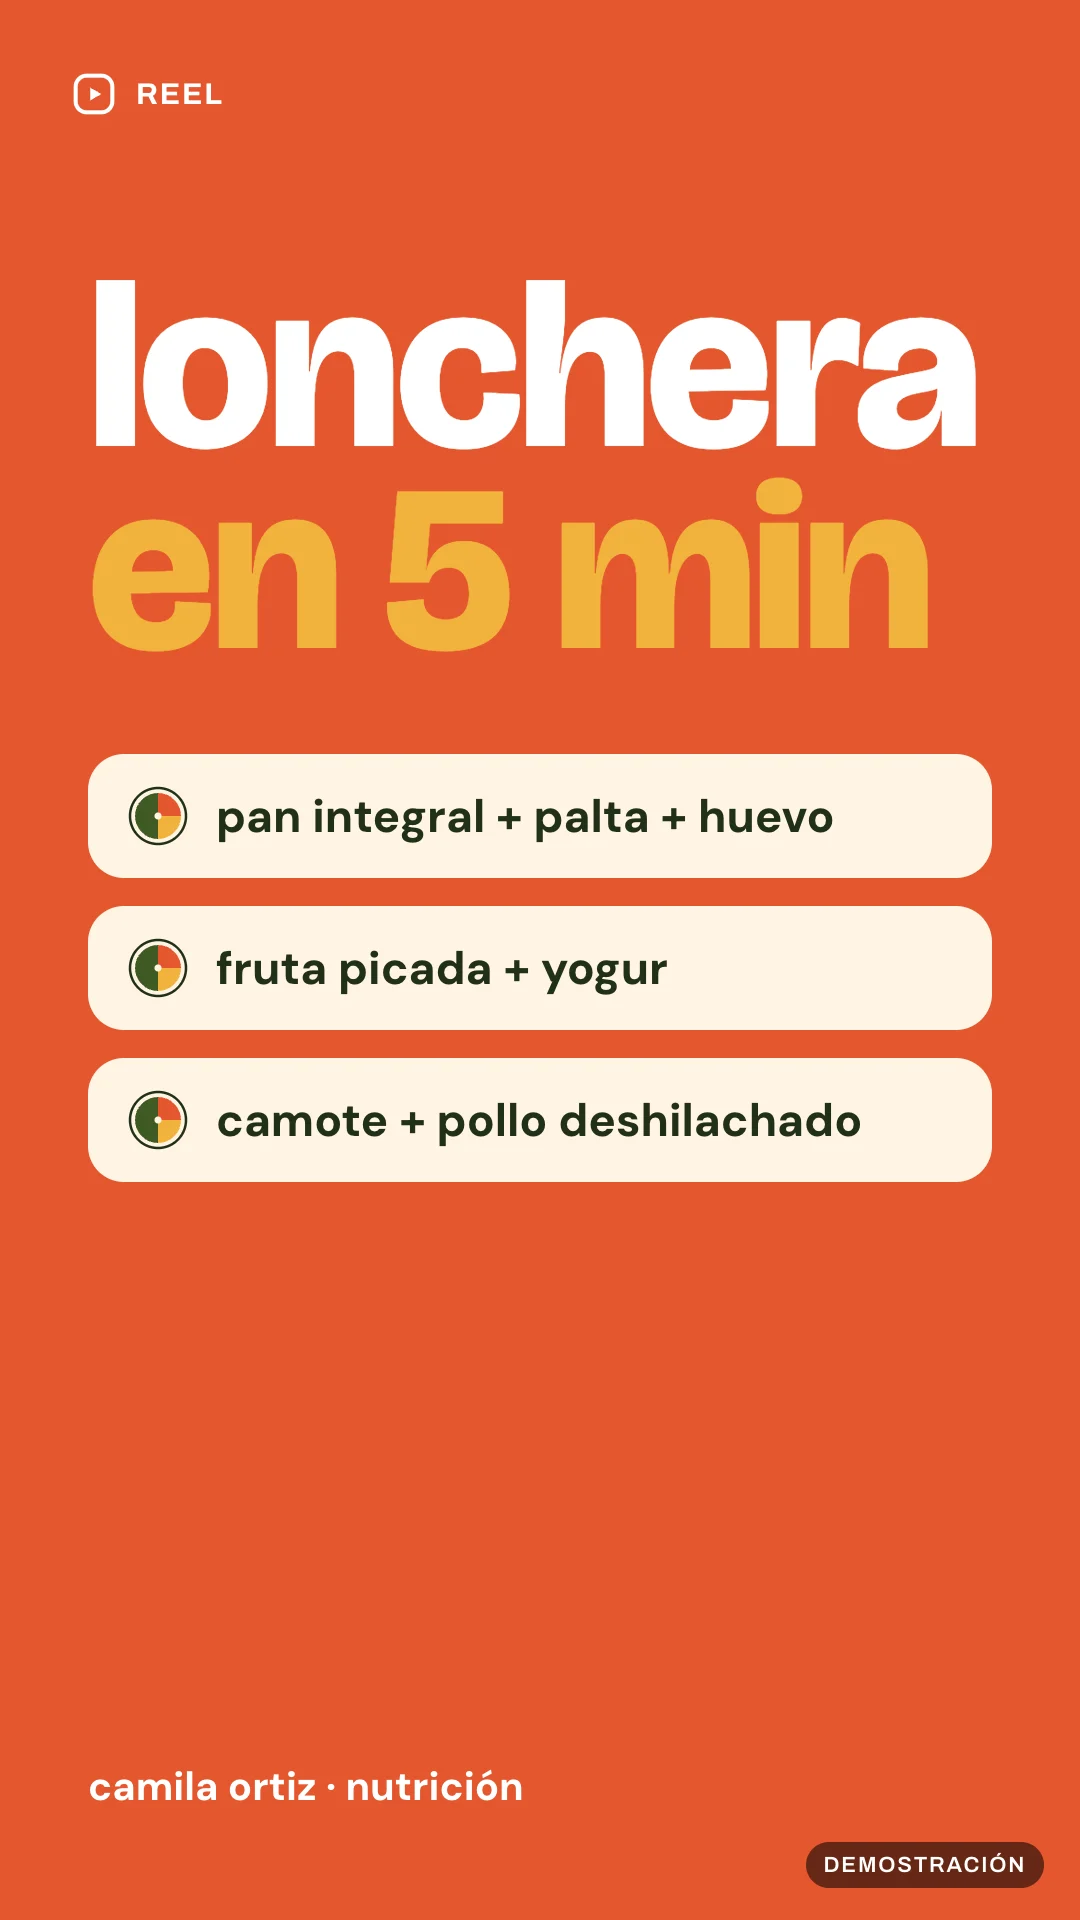 REEL
lonchera
en 5 min
pan integral + palta + huevo
fruta picada + yogur
camote + pollo deshilachado
camila ortiz · nutrición
DEMOSTRACIÓN